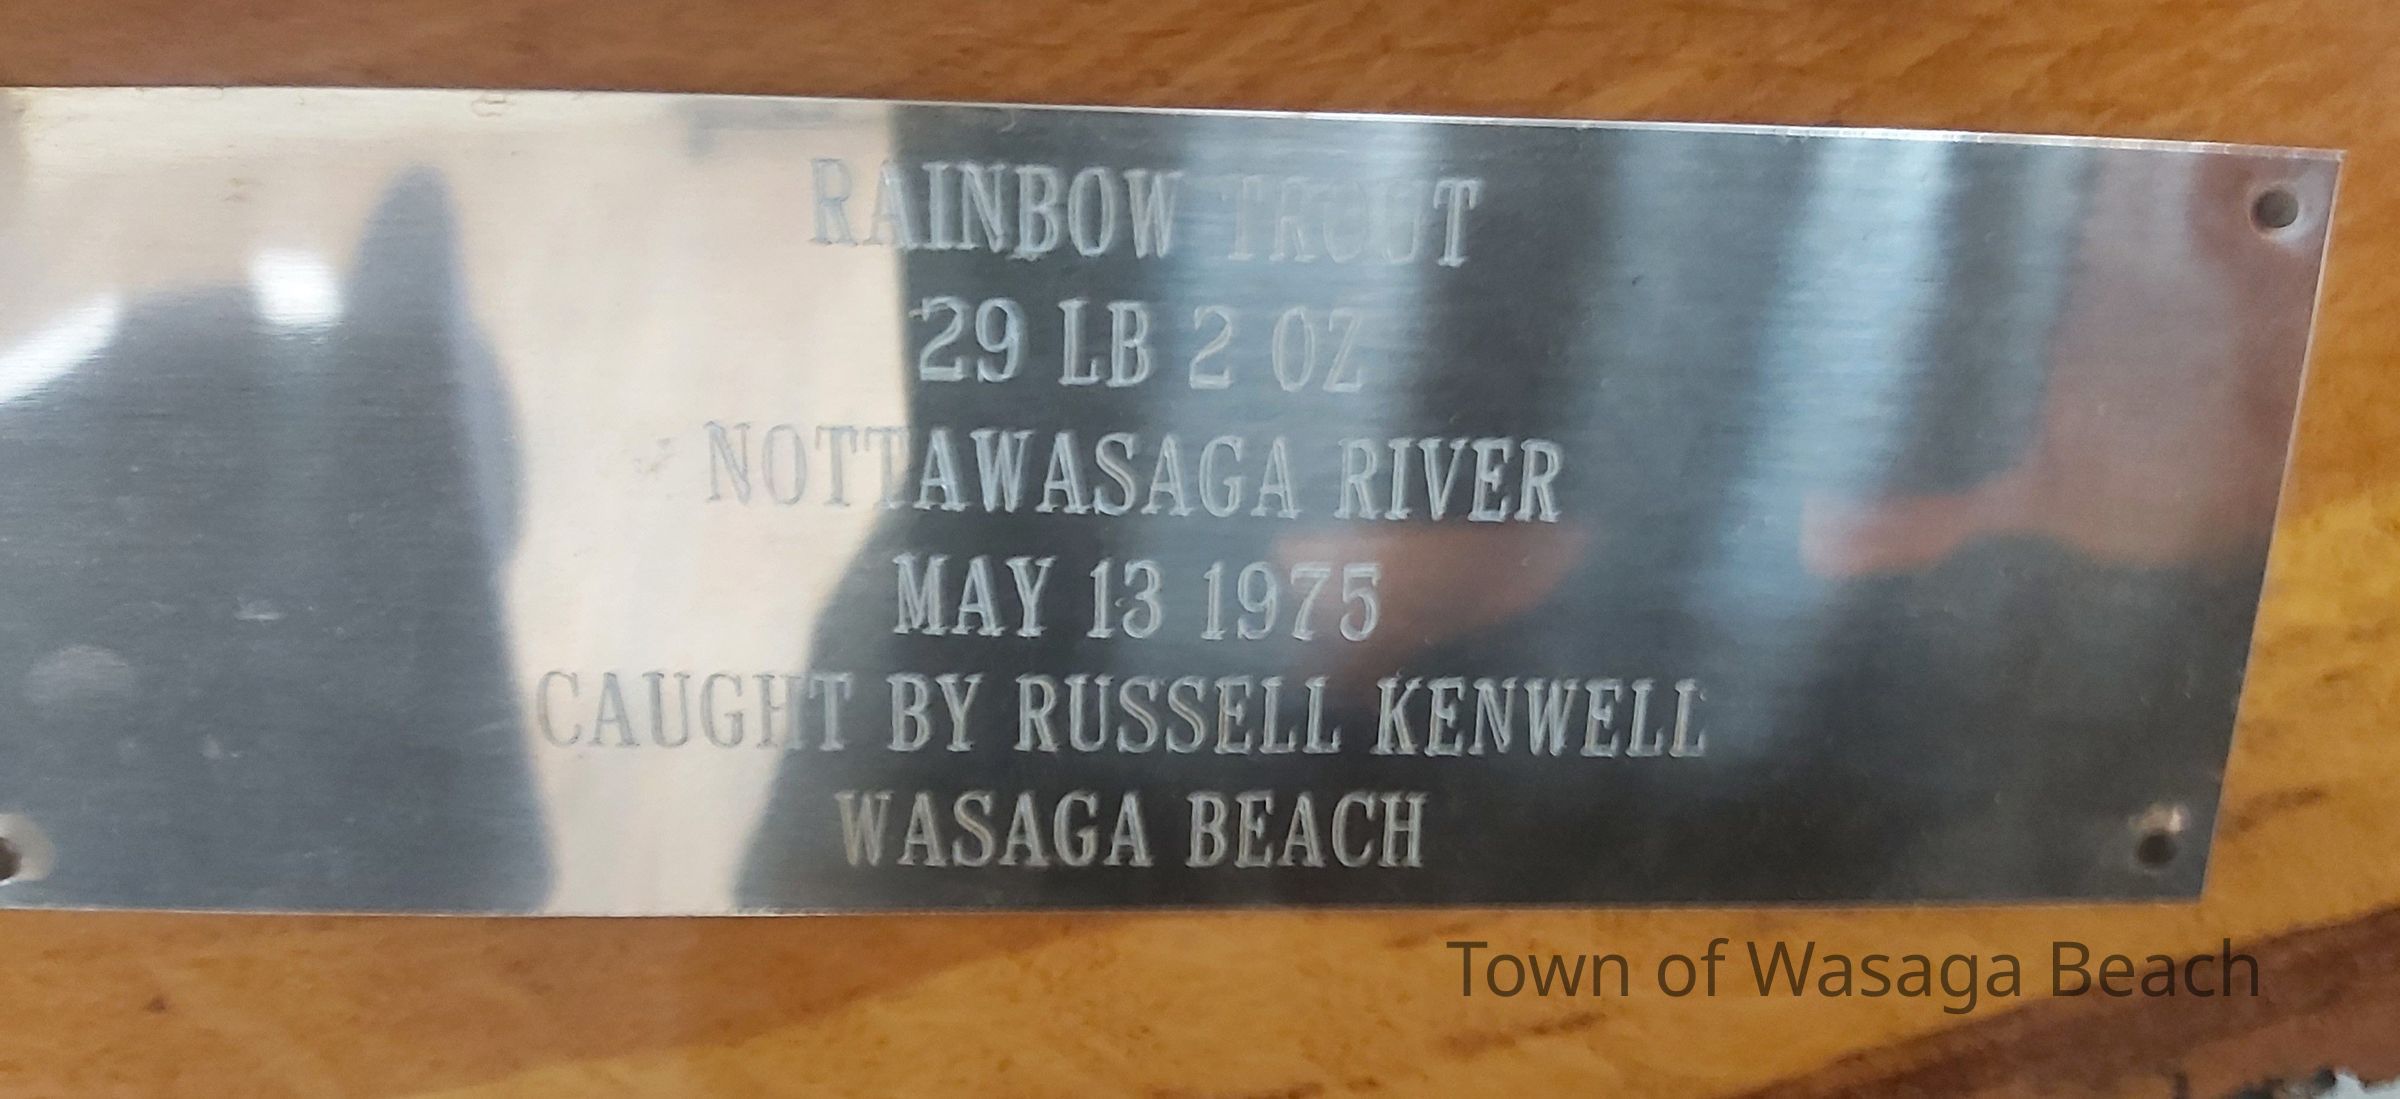 RAINBOW TROUT
29 LB 2 OZ
NOTTAWASAGA RIVER
MAY 13 1975
CAUGHT BY RUSSELL KENWELL
WASAGA BEACH
Town of Wasaga Beach